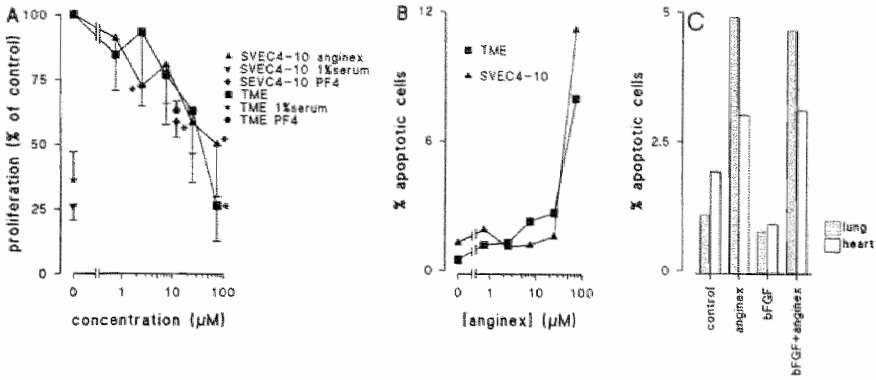 A
proliferation (% of control)
100
75
50
25
0
0 1 10 100
concentration (µM)
SVEC4-10 anginex
SVEC4-10 1%serum
SEVC4-10 PF4
TME
TME 1%serum
TME PF4
B
% apoptotic cells
12
6
0
0 1 10 100
[anginex] (µM)
TME
SVEC4-10
C
% apoptotic cells
5
2.5
0
control
anginex
bFGF
bFGF+anginex
lung
heart